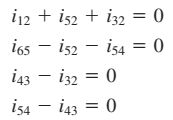 i₁₂ + i₅₂ + i₃₂ = 0
i₆₅ − i₅₂ − i₅₄ = 0
i₄₃ − i₃₂ = 0
i₅₄ − i₄₃ = 0